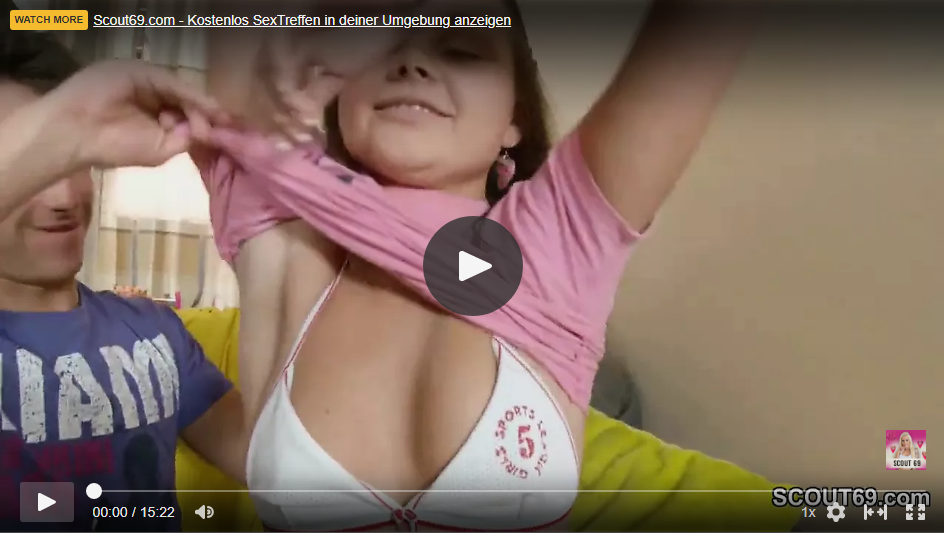 WATCH MORE Scout69.com - Kostenlos SexTreffen in deiner Umgebung anzeigen
IAMI
GIRLS SPORTS LEAGUE
5
SCOUT 69
SCOUT69.com
00:00 / 15:22
1x